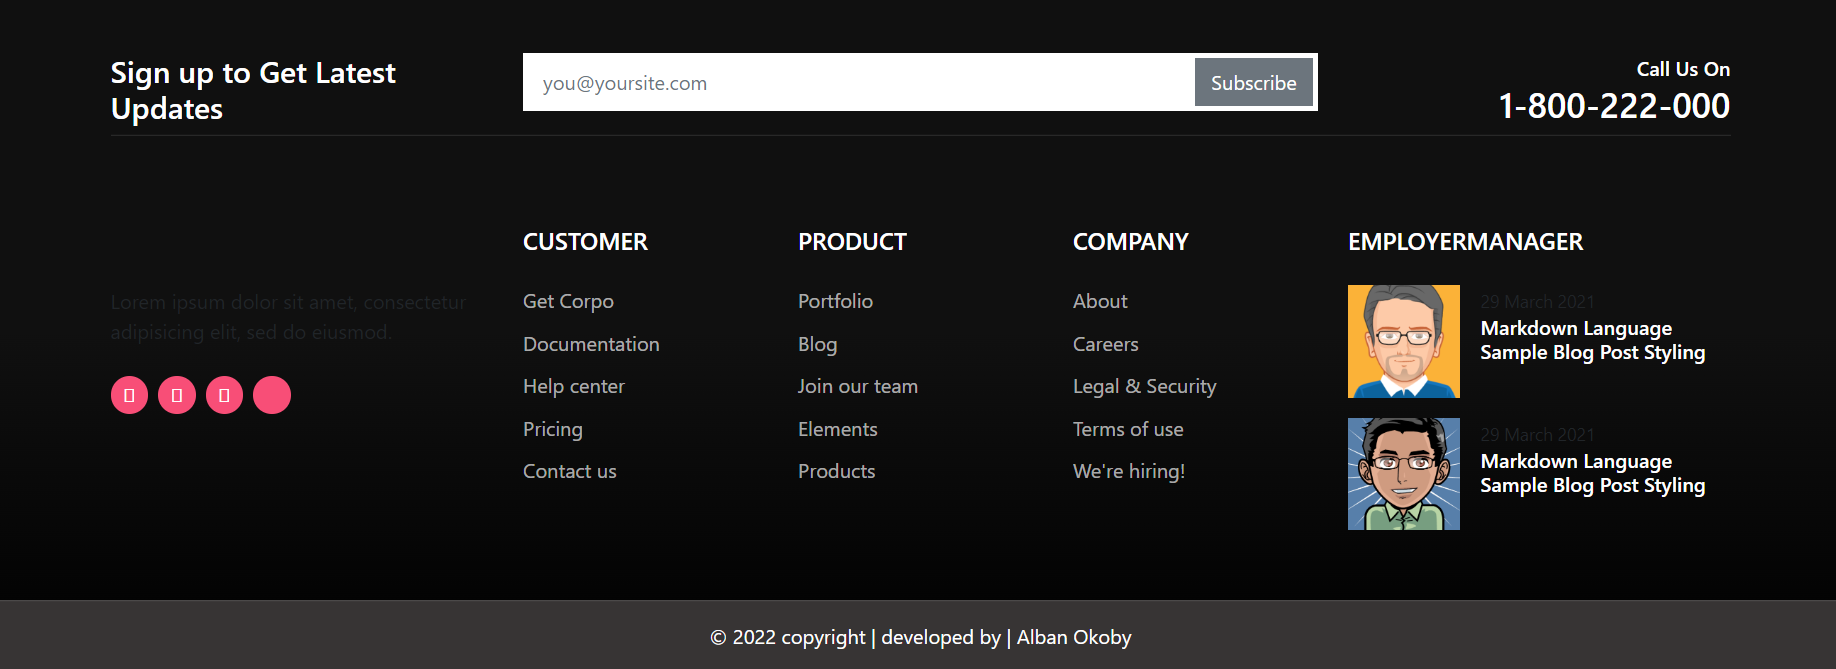 Sign up to Get Latest
Updates
you@yoursite.com
Subscribe
Call Us On
1-800-222-000
Lorem ipsum dolor sit amet, consectetur
adipisicing elit, sed do eiusmod.
CUSTOMER
Get Corpo
Documentation
Help center
Pricing
Contact us
PRODUCT
Portfolio
Blog
Join our team
Elements
Products
COMPANY
About
Careers
Legal & Security
Terms of use
We're hiring!
EMPLOYERMANAGER
29 March 2021
Markdown Language
Sample Blog Post Styling
29 March 2021
Markdown Language
Sample Blog Post Styling
© 2022 copyright | developed by | Alban Okoby